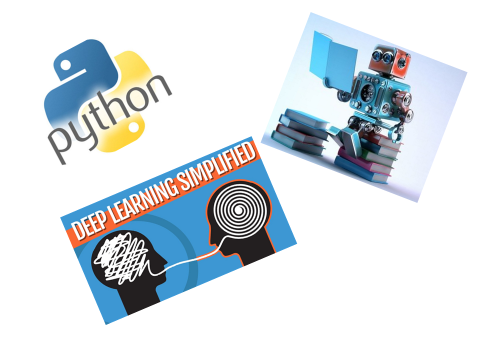 python
DEEP LEARNING SIMPLIFIED